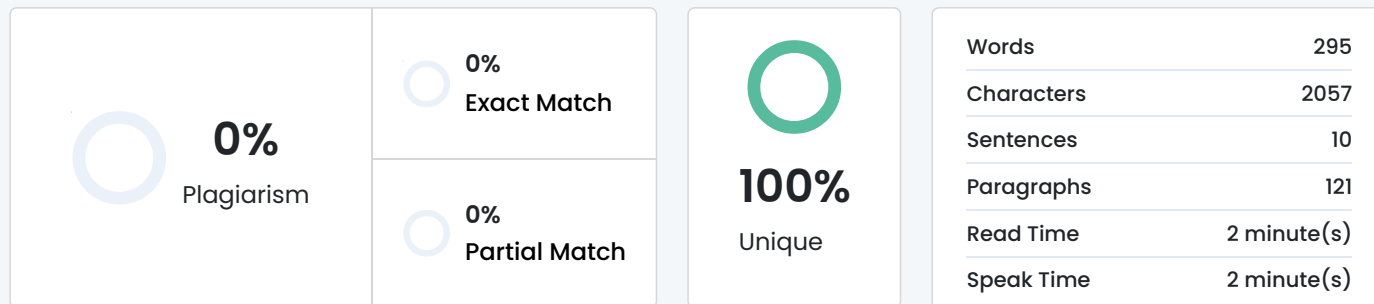 0%
Plagiarism
0%
Exact Match
0%
Partial Match
100%
Unique
Words 295
Characters 2057
Sentences 10
Paragraphs 121
Read Time 2 minute(s)
Speak Time 2 minute(s)